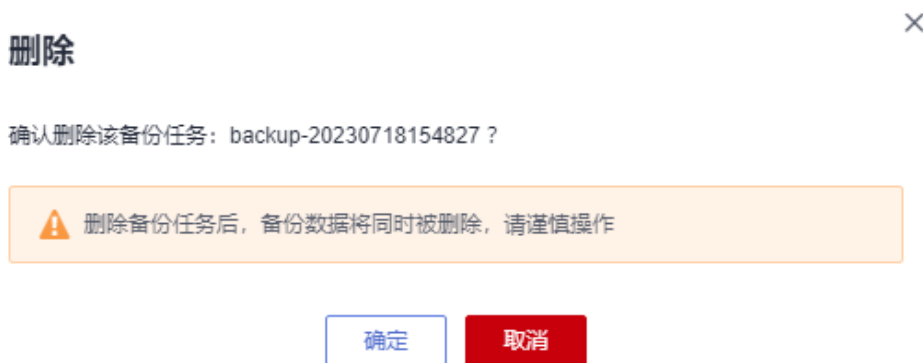 删除
确认删除该备份任务：backup-20230718154827？
删除备份任务后，备份数据将同时被删除，请谨慎操作
确定
取消